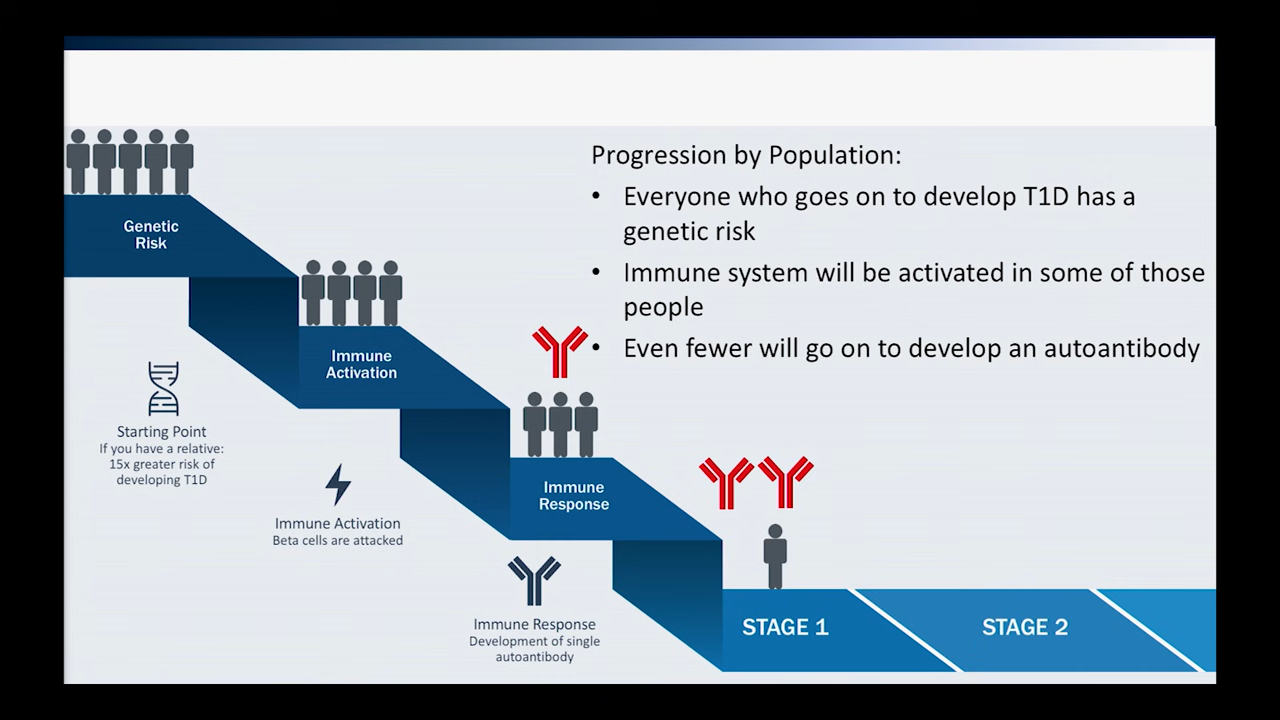 Progression by Population:
• Everyone who goes on to develop T1D has a
genetic risk
• Immune system will be activated in some of those
people
• Even fewer will go on to develop an autoantibody
Genetic
Risk
Immune
Activation
Immune
Response
STAGE 1
STAGE 2
Starting Point
If you have a relative:
15x greater risk of
developing T1D
Immune Activation
Beta cells are attacked
Immune Response
Development of single
autoantibody